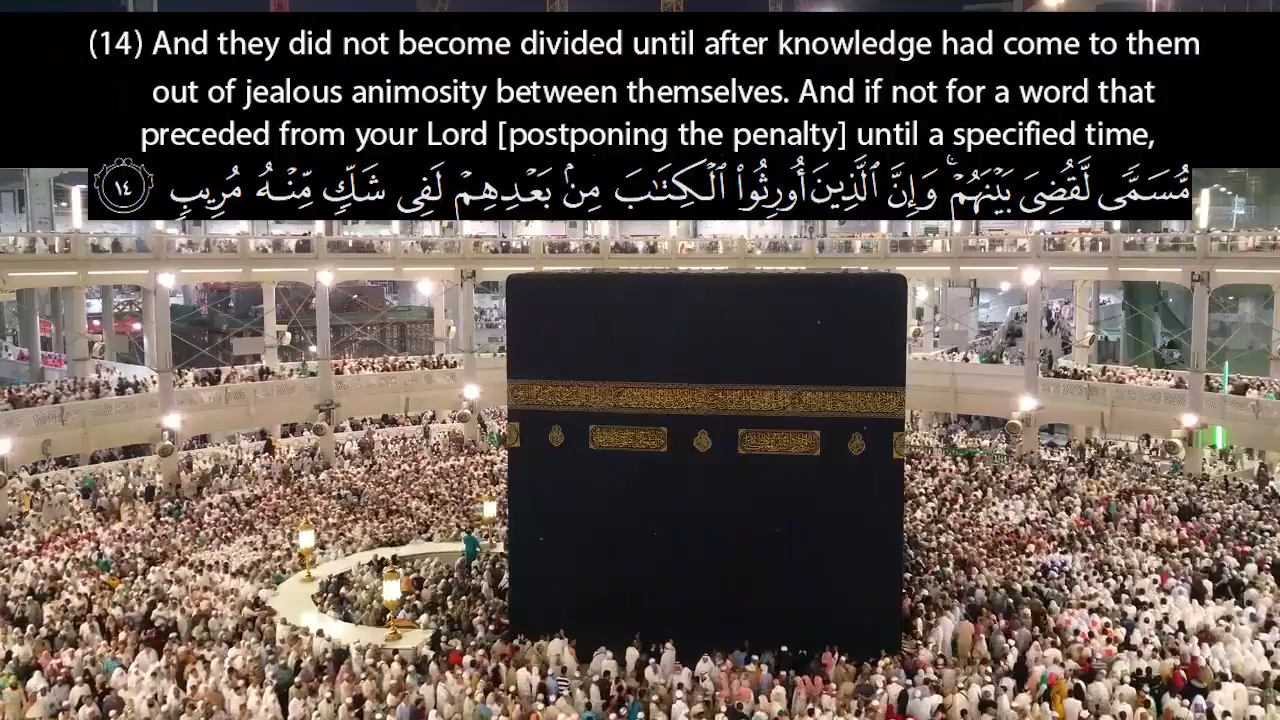 (14) And they did not become divided until after knowledge had come to them
out of jealous animosity between themselves. And if not for a word that
preceded from your Lord [postponing the penalty] until a specified time,
مُّسَمًّى لَّقُضِىَ بَيْنَهُمْ ۚ وَإِنَّ ٱلَّذِينَ أُورِثُوا۟ ٱلْكِتَـٰبَ مِنۢ بَعْدِهِمْ لَفِى شَكٍّ مِّنْهُ مُرِيبٍ ١٤